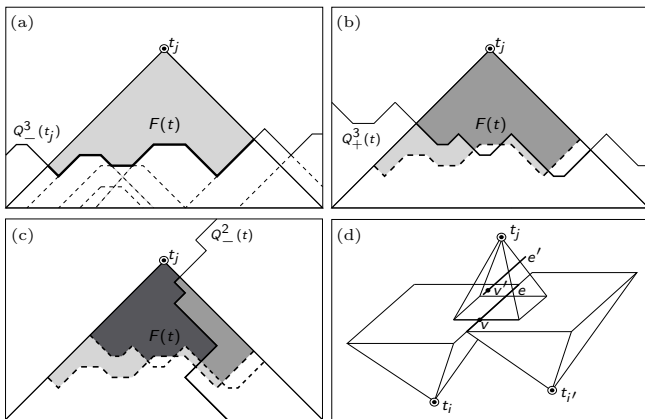 (a)
t_j
F(t)
Q^3_−(t_j)
(b)
t_j
F(t)
Q^3_+(t)
(c)
Q^2_−(t)
t_j
F(t)
(d)
t_j
e′
v′ e
v
t_i
t_i′